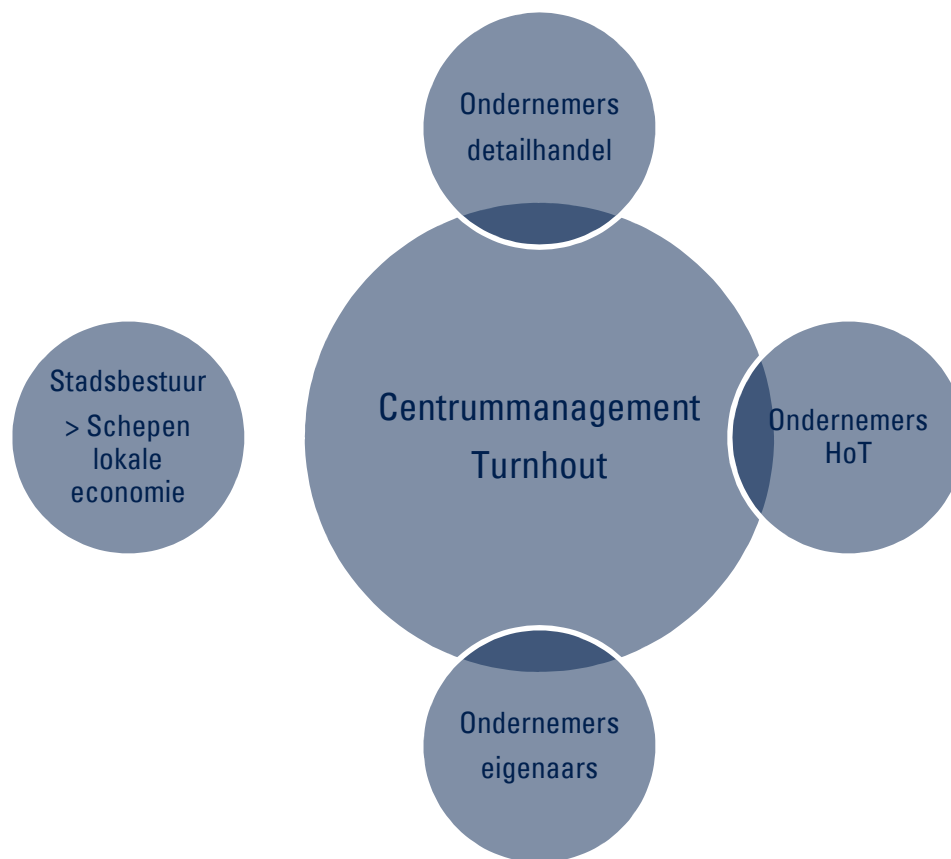 Ondernemers
detailhandel
Stadsbestuur
> Schepen
lokale
economie
Centrummanagement
Turnhout
Ondernemers
HoT
Ondernemers
eigenaars